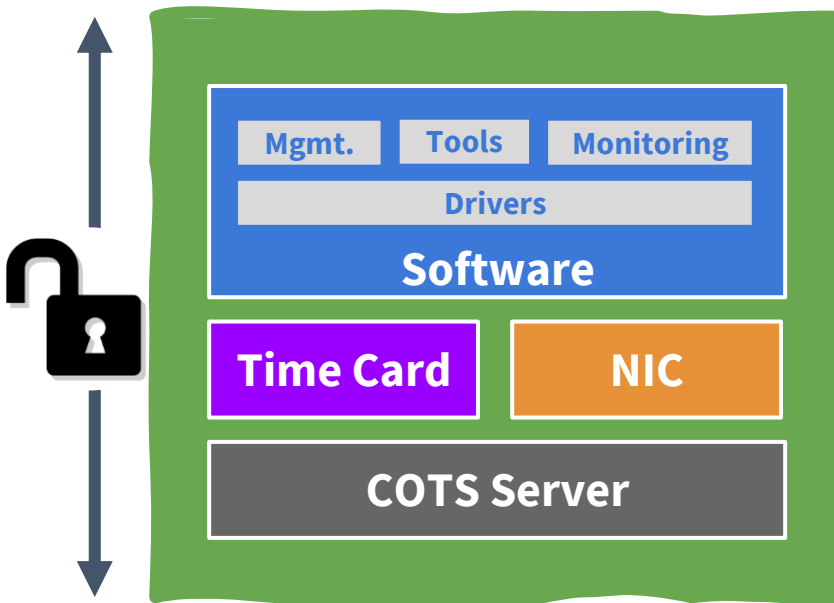 Mgmt. Tools Monitoring
Drivers
Software
Time Card NIC
COTS Server